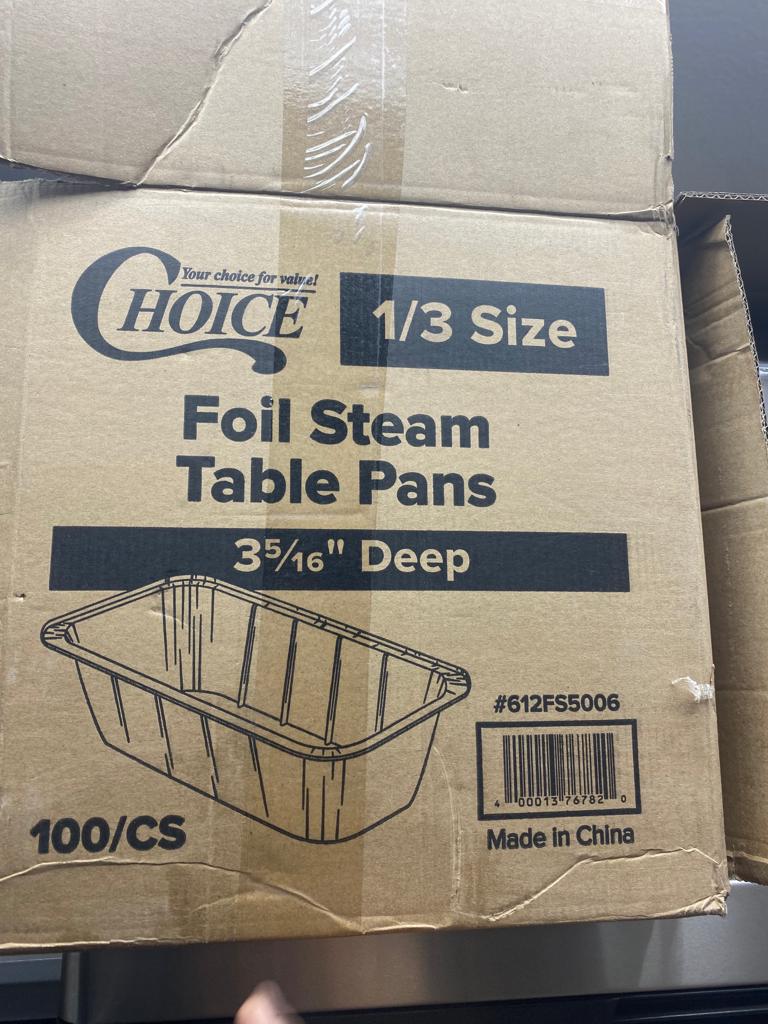 Your choice for value!
CHOICE
1/3 Size
Foil Steam
Table Pans
3 5/16" Deep
#612FS5006
4 00013 76782 0
100/CS
Made in China